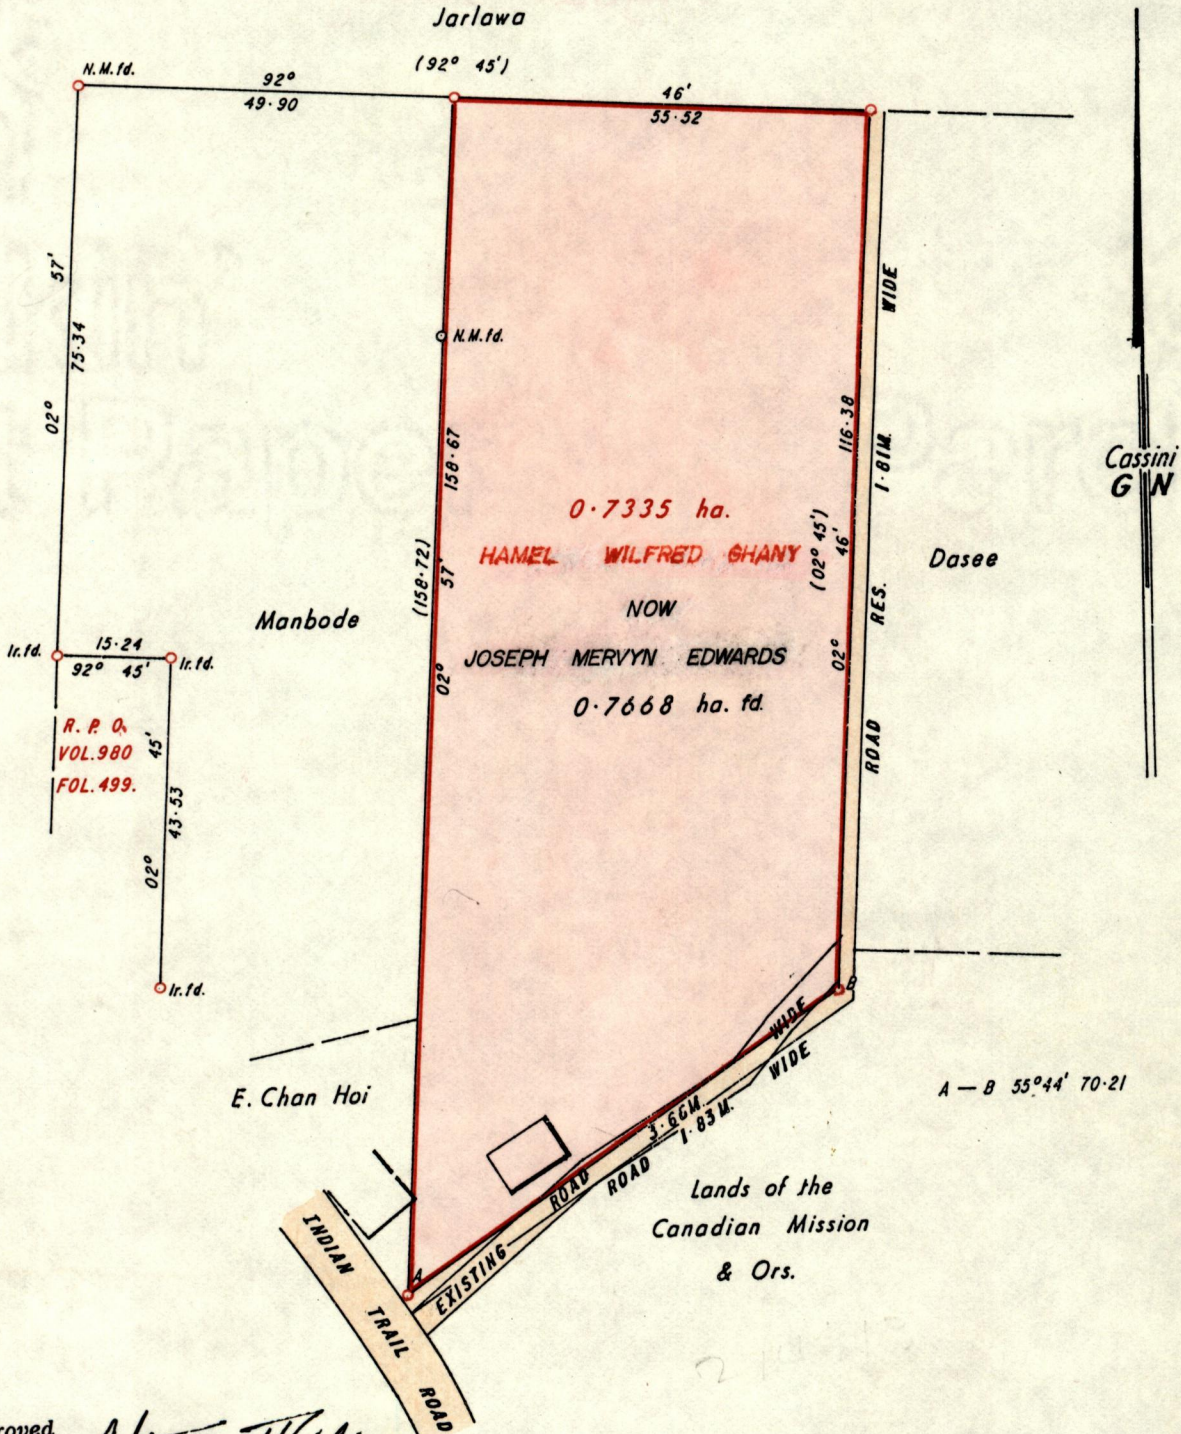 Jarlawa
(92° 45')
N.M.fd.
92°
49·90
46'
55·52
57'
75·34
02°
N.M.fd.
158·67
(158·72)
57'
02°
WIDE
1·81M.
RES.
ROAD
116·38
(02° 45')
46'
02°
Cassini
G N
0·7335 ha.
HAMEL WILFRED GHANY
NOW
JOSEPH MERVYN EDWARDS
0·7668 ha. fd.
Dasee
Manbode
Ir.fd.
15·24
92° 45'
Ir.fd.
R.P.O.
VOL.980
FOL.499.
45'
43·53
02°
Ir.fd.
B
WIDE
WIDE
3·66M.
1·83M.
ROAD
ROAD
EXISTING
A
E. Chan Hoi
A — B 55°44' 70·21
Lands of the
Canadian Mission
& Ors.
INDIAN
TRAIL
ROAD
roved